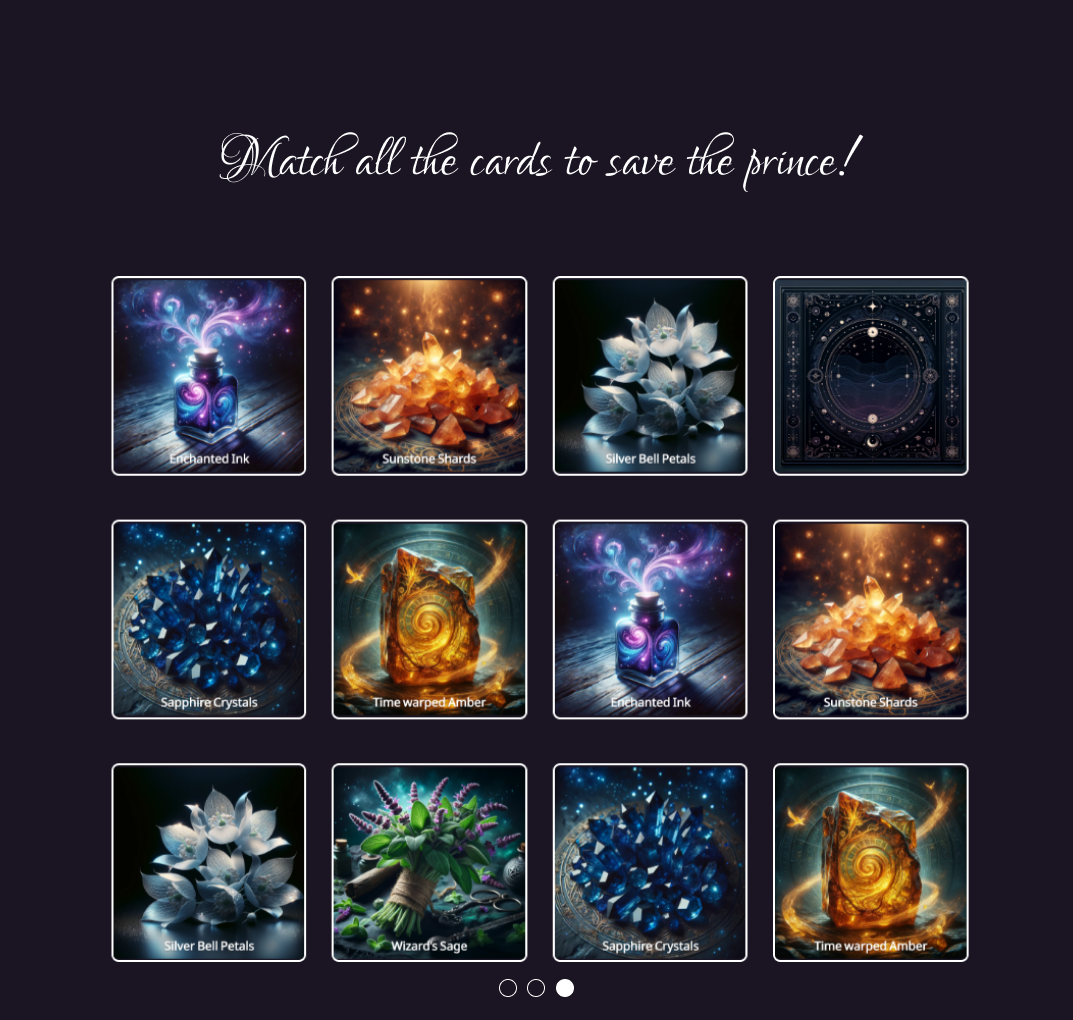 Match all the cards to save the prince!
Enchanted Ink
Sunstone Shards
Silver Bell Petals
Sapphire Crystals
Time warped Amber
Enchanted Ink
Sunstone Shards
Silver Bell Petals
Wizard's Sage
Sapphire Crystals
Time warped Amber